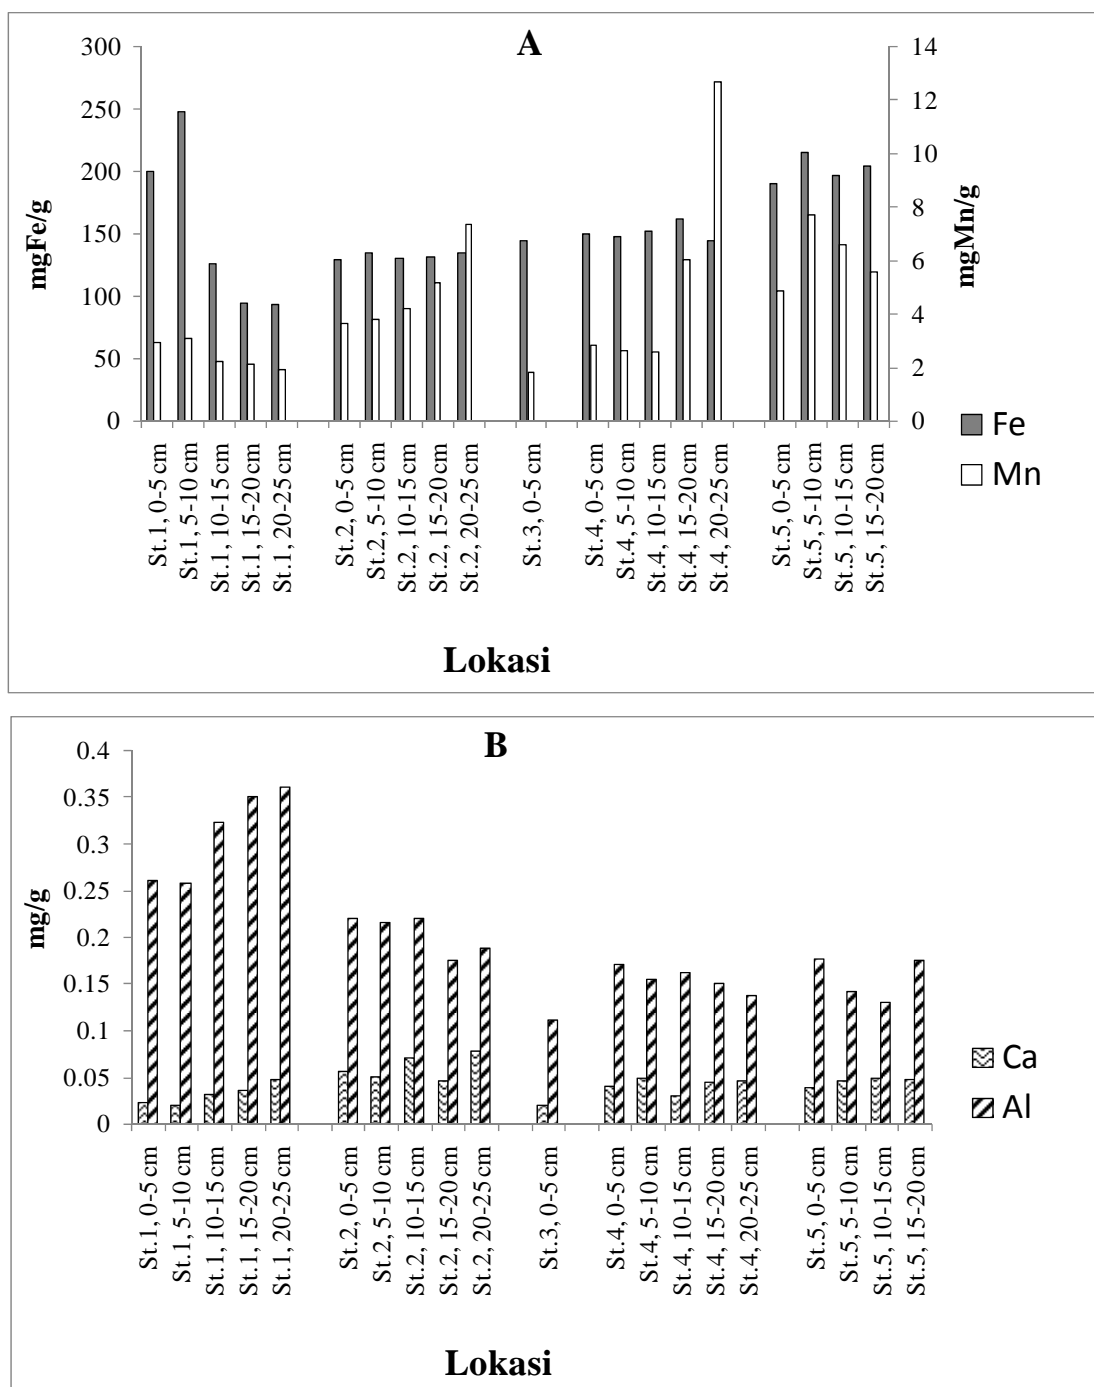 A
300
250
200
150
100
50
0
mgFe/g
14
12
10
8
6
4
2
0
mgMn/g
Fe
Mn
St.1, 0-5 cm
St.1, 5-10 cm
St.1, 10-15 cm
St.1, 15-20 cm
St.1, 20-25 cm
St.2, 0-5 cm
St.2, 5-10 cm
St.2, 10-15 cm
St.2, 15-20 cm
St.2, 20-25 cm
St.3, 0-5 cm
St.4, 0-5 cm
St.4, 5-10 cm
St.4, 10-15 cm
St.4, 15-20 cm
St.4, 20-25 cm
St.5, 0-5 cm
St.5, 5-10 cm
St.5, 10-15 cm
St.5, 15-20 cm
Lokasi
B
0.4
0.35
0.3
0.25
0.2
0.15
0.1
0.05
0
mg/g
Ca
Al
St.1, 0-5 cm
St.1, 5-10 cm
St.1, 10-15 cm
St.1, 15-20 cm
St.1, 20-25 cm
St.2, 0-5 cm
St.2, 5-10 cm
St.2, 10-15 cm
St.2, 15-20 cm
St.2, 20-25 cm
St.3, 0-5 cm
St.4, 0-5 cm
St.4, 5-10 cm
St.4, 10-15 cm
St.4, 15-20 cm
St.4, 20-25 cm
St.5, 0-5 cm
St.5, 5-10 cm
St.5, 10-15 cm
St.5, 15-20 cm
Lokasi